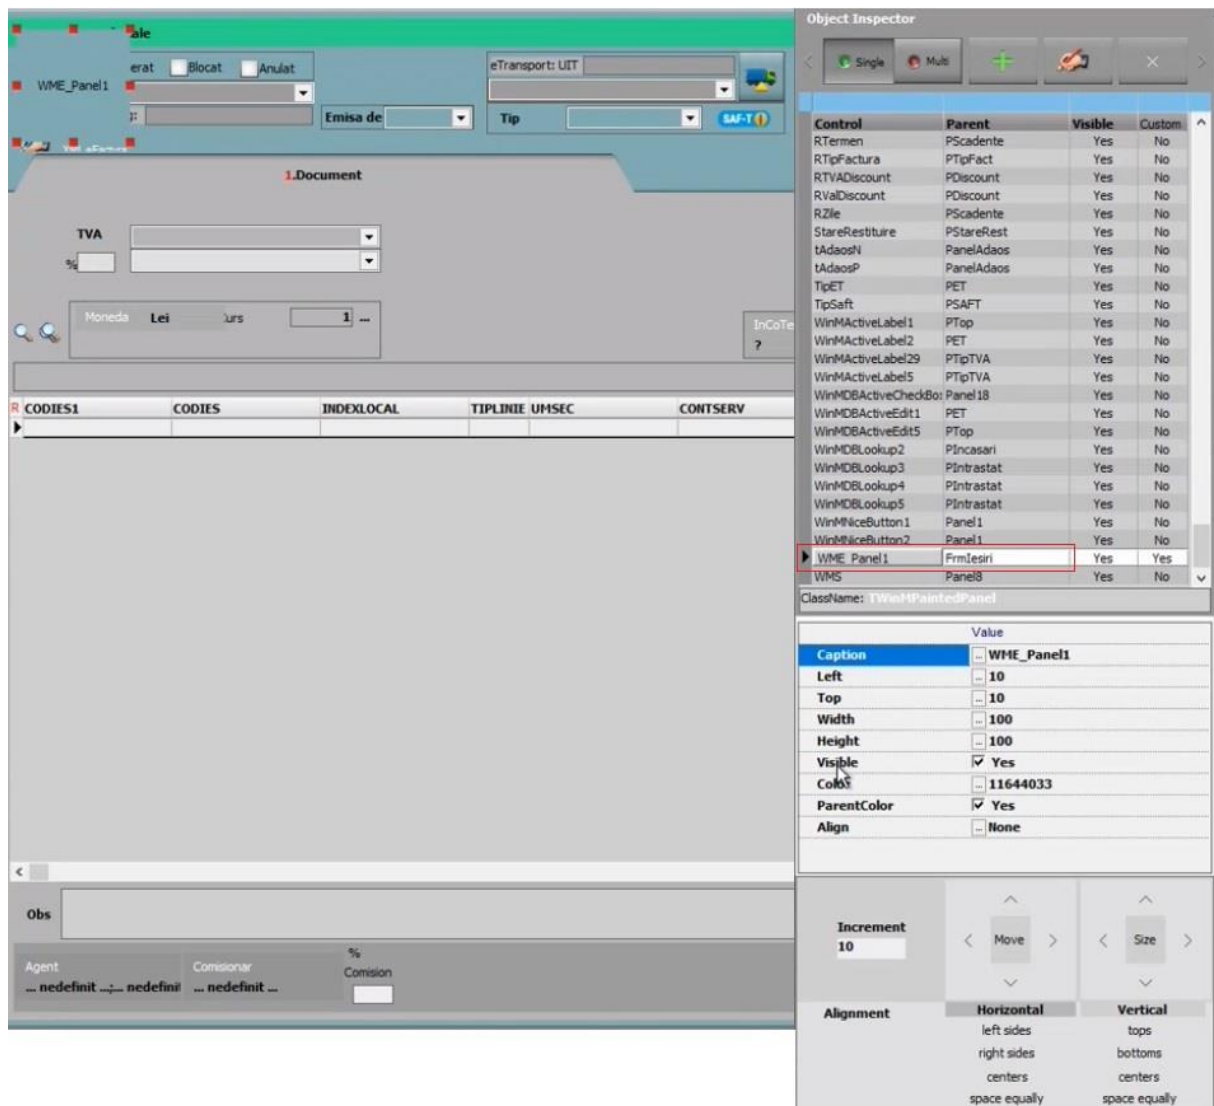 ale
Object Inspector
erat Blocat Anulat
eTransport: UIT
Single Multi
WME_Panel1
g:
Emisa de
Tip
SAF-T
Control Parent Visible Custom
RTermen PScadente Yes No
RTipFactura PTipFact Yes No
RTVADiscount PDiscount Yes No
RValDiscount PDiscount Yes No
RZile PScadente Yes No
StareRestituire PStareRest Yes No
tAdaosN PanelAdaos Yes No
tAdaosP PanelAdaos Yes No
TipET PET Yes No
TipSaft PSAFT Yes No
WinMActiveLabel1 PTop Yes No
WinMActiveLabel2 PET Yes No
WinMActiveLabel29 PTipTVA Yes No
WinMActiveLabel5 PTipTVA Yes No
WinMDBActiveCheckBo: Panel18 Yes No
WinMDBActiveEdit1 PET Yes No
WinMDBActiveEdit5 PTop Yes No
WinMDBLookup2 PIncasari Yes No
WinMDBLookup3 PIntrastat Yes No
WinMDBLookup4 PIntrastat Yes No
WinMDBLookup5 PIntrastat Yes No
WinMNiceButton1 Panel1 Yes No
WinMNiceButton2 Panel1 Yes No
WME_Panel1 FrmIesiri Yes Yes
WMS Panel8 Yes No
ClassName: TWinMPaintedPanel
1.Document
TVA
%
Moneda Lei Curs 1 ...
InCoTe
?
R CODIES1 CODIES INDEXLOCAL TIPLINIE UMSEC CONTSERV
Value
Caption ... WME_Panel1
Left ... 10
Top ... 10
Width ... 100
Height ... 100
Visible Yes
Color ... 11644033
ParentColor Yes
Align ... None
Obs
Agent
... nedefinit ...;... nedefini
Comisionar
... nedefinit ...
%
Comision
Increment
10
< Move >
< Size >
Alignment
Horizontal Vertical
left sides tops
right sides bottoms
centers centers
space equally space equally